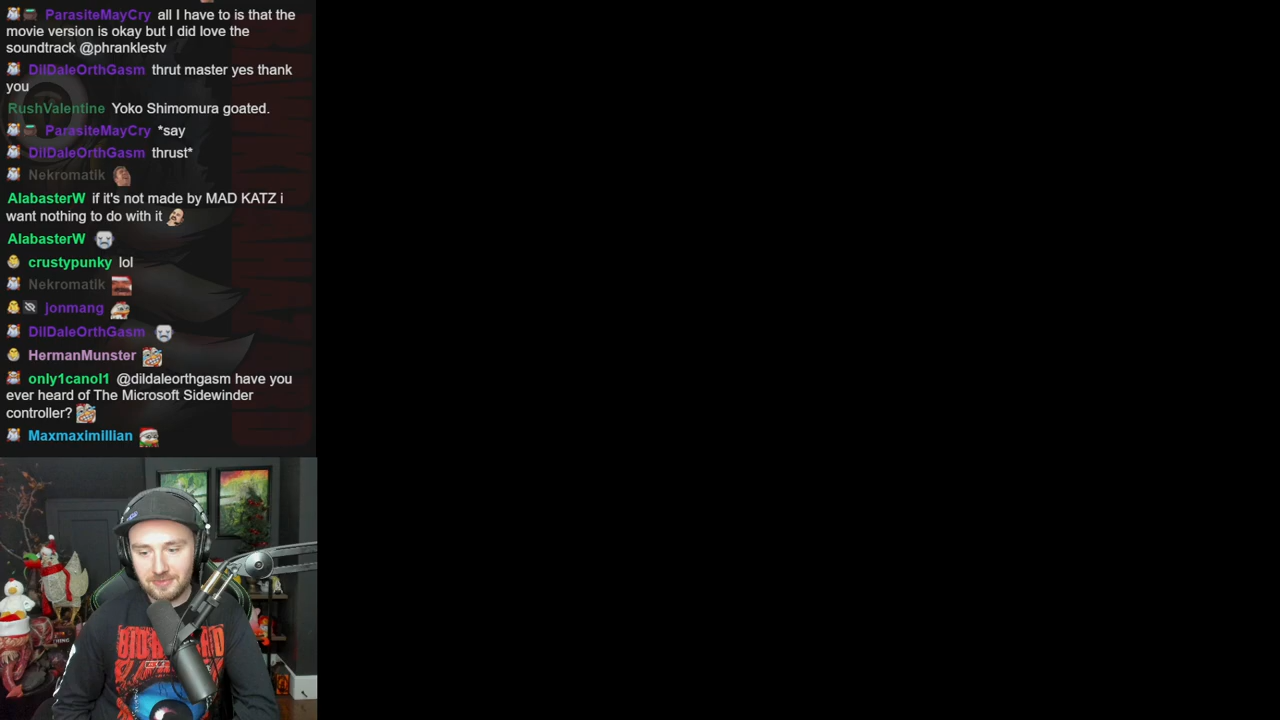 ParasiteMayCry all I have to is that the
movie version is okay but I did love the
soundtrack @phranklestv
DilDaleOrthGasm thrut master yes thank
you
RushValentine Yoko Shimomura goated.
ParasiteMayCry *say
DilDaleOrthGasm thrust*
Nekromatik
AlabasterW if it's not made by MAD KATZ i
want nothing to do with it
AlabasterW
crustypunky lol
Nekromatik
jonmang
DilDaleOrthGasm
HermanMunster
only1canol1 @dildaleorthgasm have you
ever heard of The Microsoft Sidewinder
controller?
Maxmaximillian